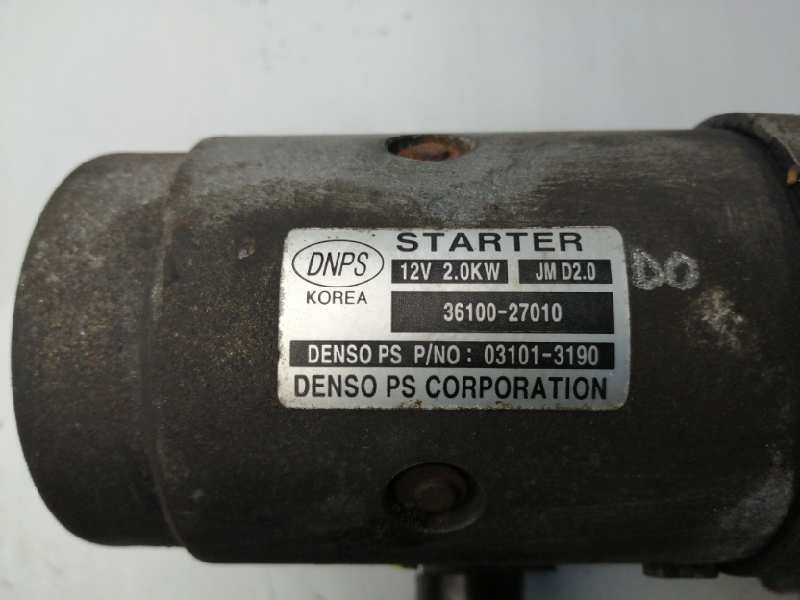 STARTER
DNPS
KOREA
12V 2.0KW JM D2.0
36100-27010
DENSO PS P/NO: 03101-3190
DENSO PS CORPORATION
DO